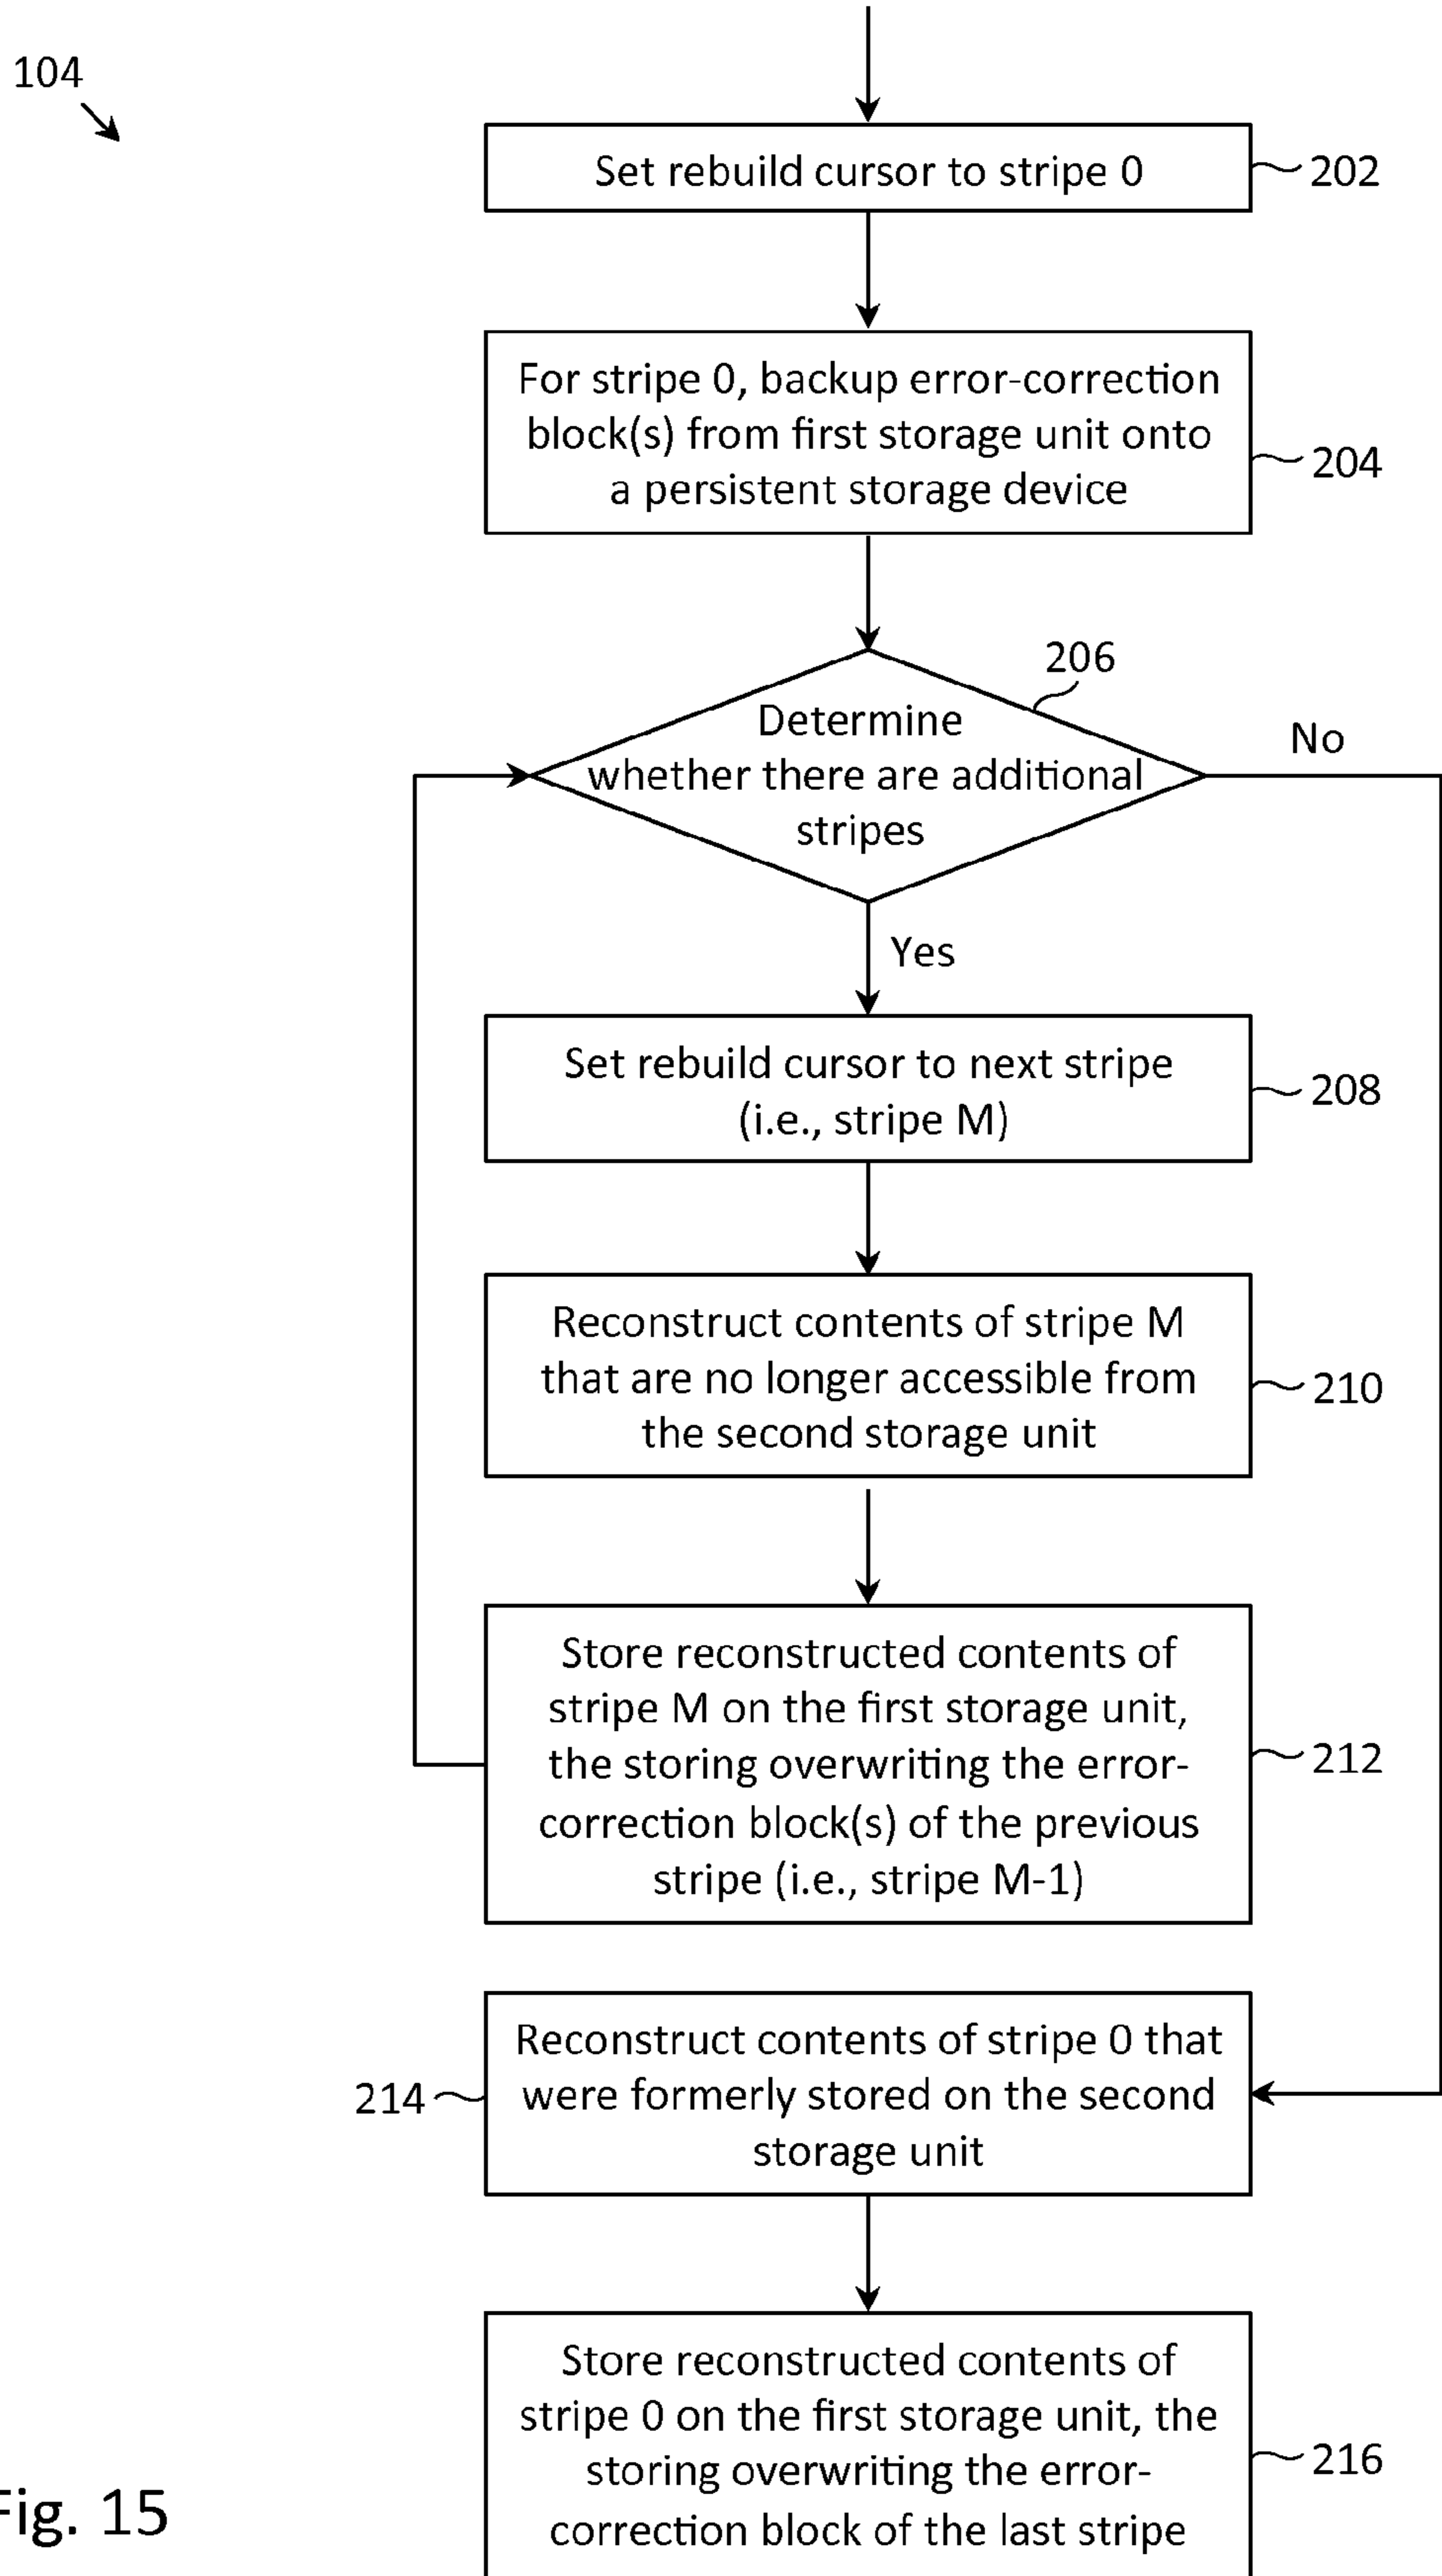 104
Set rebuild cursor to stripe 0
202
For stripe 0, backup error-correction
block(s) from first storage unit onto
a persistent storage device
204
206
Determine
whether there are additional
stripes
No
Yes
Set rebuild cursor to next stripe
(i.e., stripe M)
208
Reconstruct contents of stripe M
that are no longer accessible from
the second storage unit
210
Store reconstructed contents of
stripe M on the first storage unit,
the storing overwriting the error-
correction block(s) of the previous
stripe (i.e., stripe M-1)
212
Reconstruct contents of stripe 0 that
were formerly stored on the second
storage unit
214
Store reconstructed contents of
stripe 0 on the first storage unit, the
storing overwriting the error-
correction block of the last stripe
216
Fig. 15